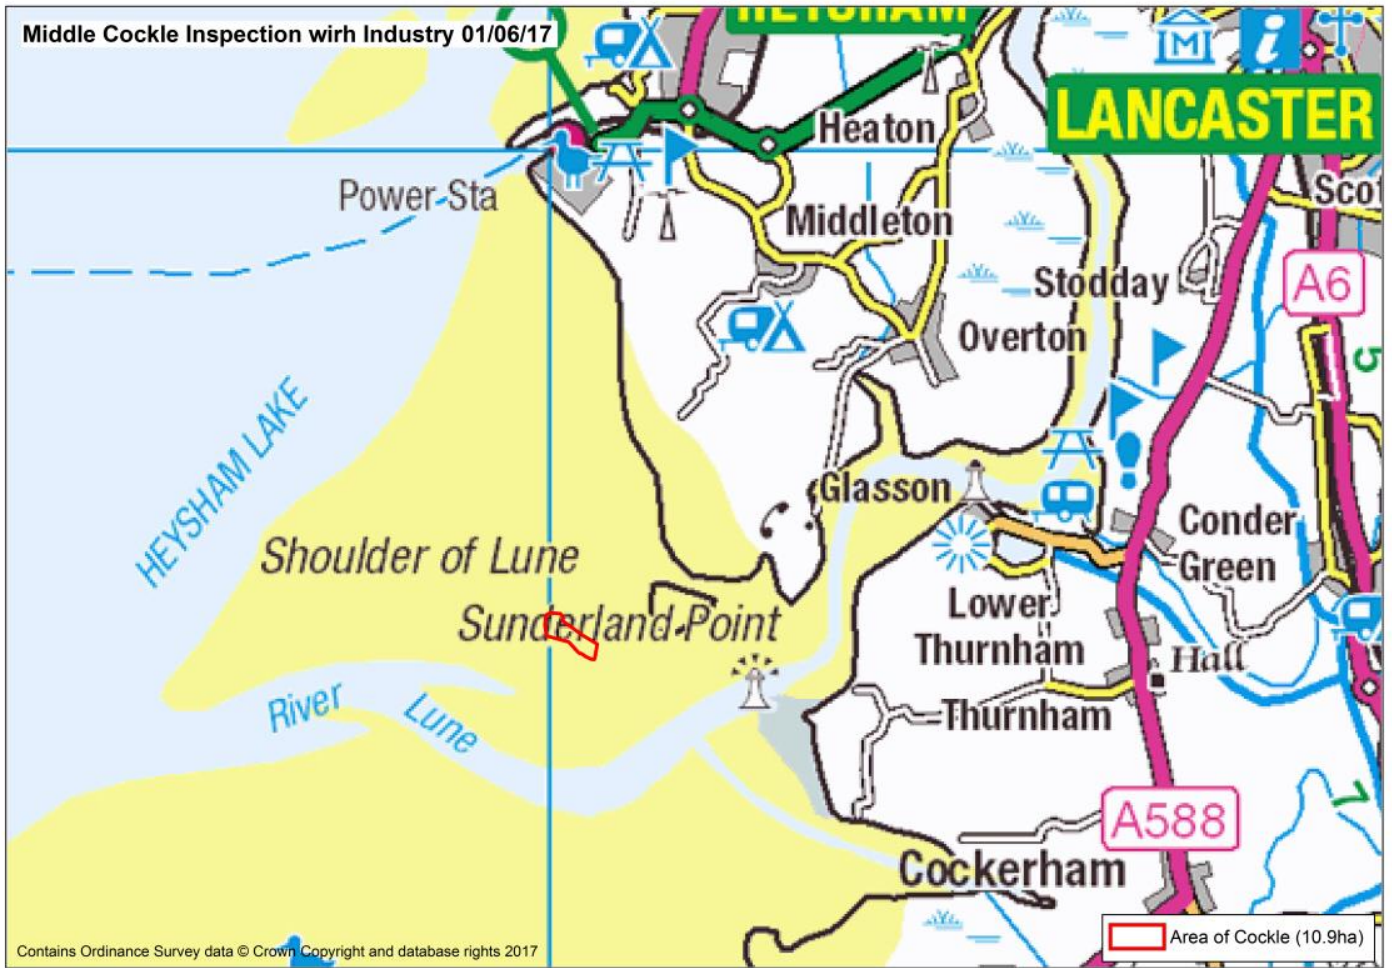 Middle Cockle Inspection wirh Industry 01/06/17
HEYSHAM
LANCASTER
Heaton
Power Sta
Middleton
Stodday
A6
Overton
5
HEYSHAM LAKE
Glasson
Conder
Green
Shoulder of Lune
Sunderland Point
Lower
Thurnham
Hall
River
Lune
Thurnham
7
A588
Cockerham
Area of Cockle (10.9ha)
Contains Ordinance Survey data © Crown Copyright and database rights 2017